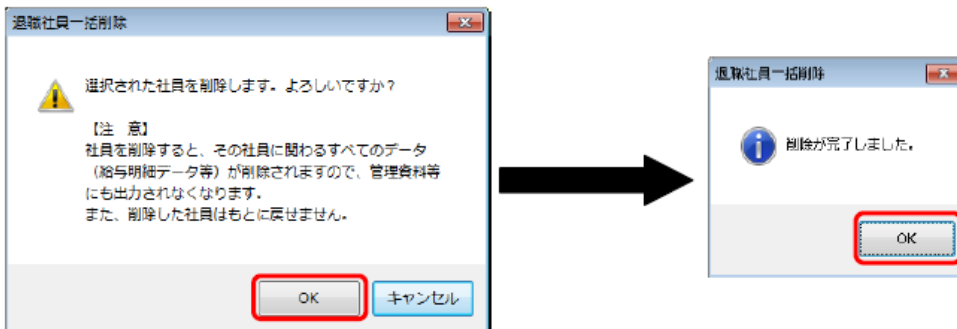 退職社員一括削除
選択された社員を削除します。よろしいですか？
【注　意】
社員を削除すると、その社員に関わるすべてのデータ
（給与明細データ等）が削除されますので、管理資料等
にも出力されなくなります。
また、削除した社員はもとに戻せません。
OK
キャンセル
退職社員一括削除
削除が完了しました。
OK